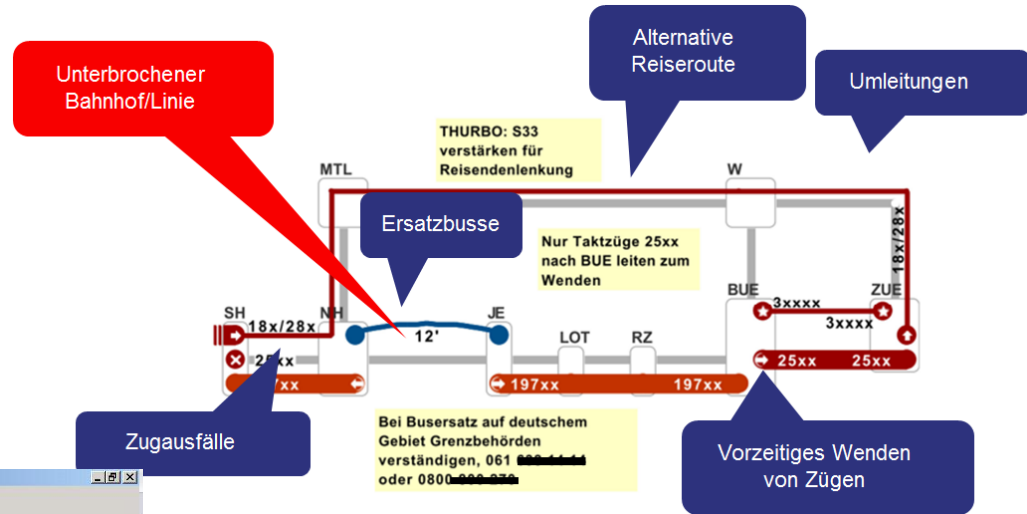 Alternative
Reiseroute
Unterbrochener
Bahnhof/Linie
Umleitungen
THURBO: S33
verstärken für
Reisendenlenkung
MTL
W
Ersatzbusse
Nur Taktzüge 25xx
nach BUE leiten zum
Wenden
18x/28x
BUE
ZUE
3xxxx
3xxxx
SH
NH
JE
18x/28x
12'
LOT
RZ
25xx
25xx
25xx
197xx
197xx
Bei Busersatz auf deutschem
Gebiet Grenzbehörden
verständigen, 061
oder 0800
Zugausfälle
Vorzeitiges Wenden
von Zügen